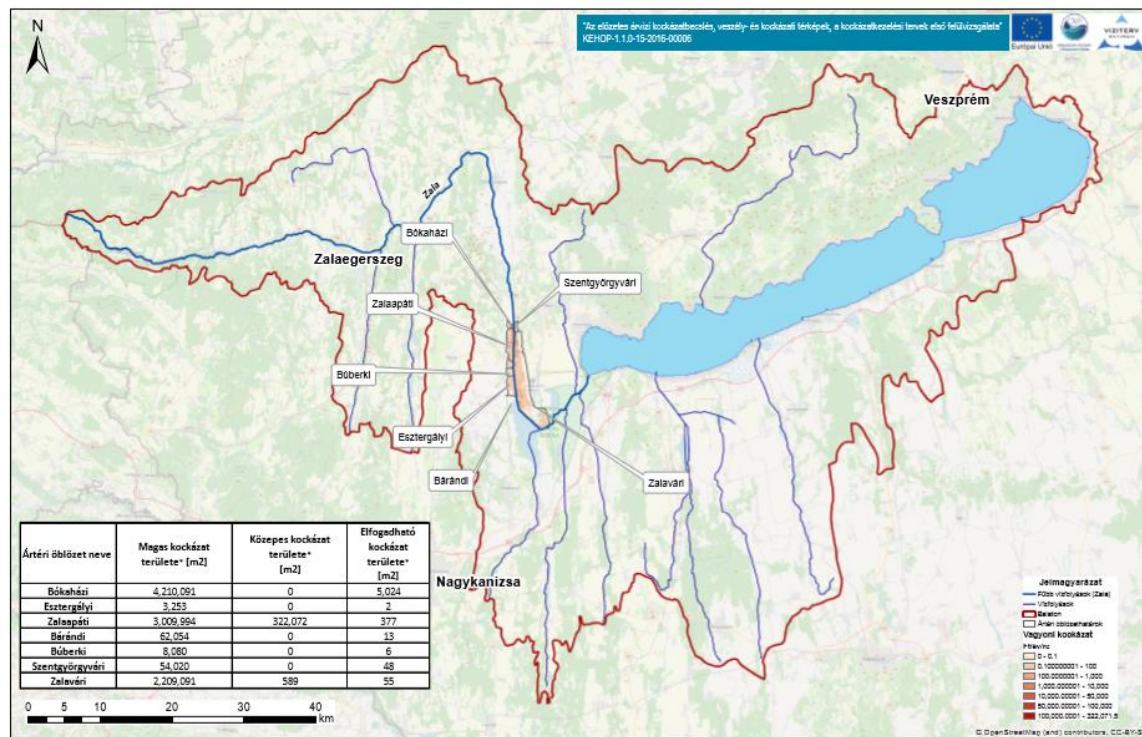 N
"Az előzetes árvízi kockázatbecslés, veszély- és kockázati térképek, a kockázatkezelési tervek első felülvizsgálata"
KEHOP-1.1.0-15-2016-00006
Európai Unió
VIZITERV
Veszprém
Zala
Bókaházi
Zalaegerszeg
Szentgyörgyvári
Zalaapáti
Búberki
Esztergályi
Bárándi
Zalavári
Nagykanizsa
Ártéri öblözet neve Magas kockázat területe* [m2] Közepes kockázat területe* [m2] Elfogadható kockázat területe* [m2]
Bókaházi 4,210,091 0 5,024
Esztergályi 3,253 0 2
Zalaapáti 3,009,994 322,072 377
Bárándi 62,054 0 13
Búberki 8,080 0 6
Szentgyörgyvári 54,020 0 48
Zalavári 2,209,091 589 55
0 5 10 20 30 40
km
Jelmagyarázat
Főbb vízfolyások (Zala)
Vízfolyások
Balaton
Ártéri öblözethatárok
Vagyoni kockázat
Ft/év/nc
0 - 0,1
0,100000001 - 100
100.0000001 - 1,000
1,000.000001 - 10,000
10,000.00001 - 50,000
50,000.00001 - 100,000
100,000.0001 - 322,071.5
© OpenStreetMap (and) contributors, CC-BY-S